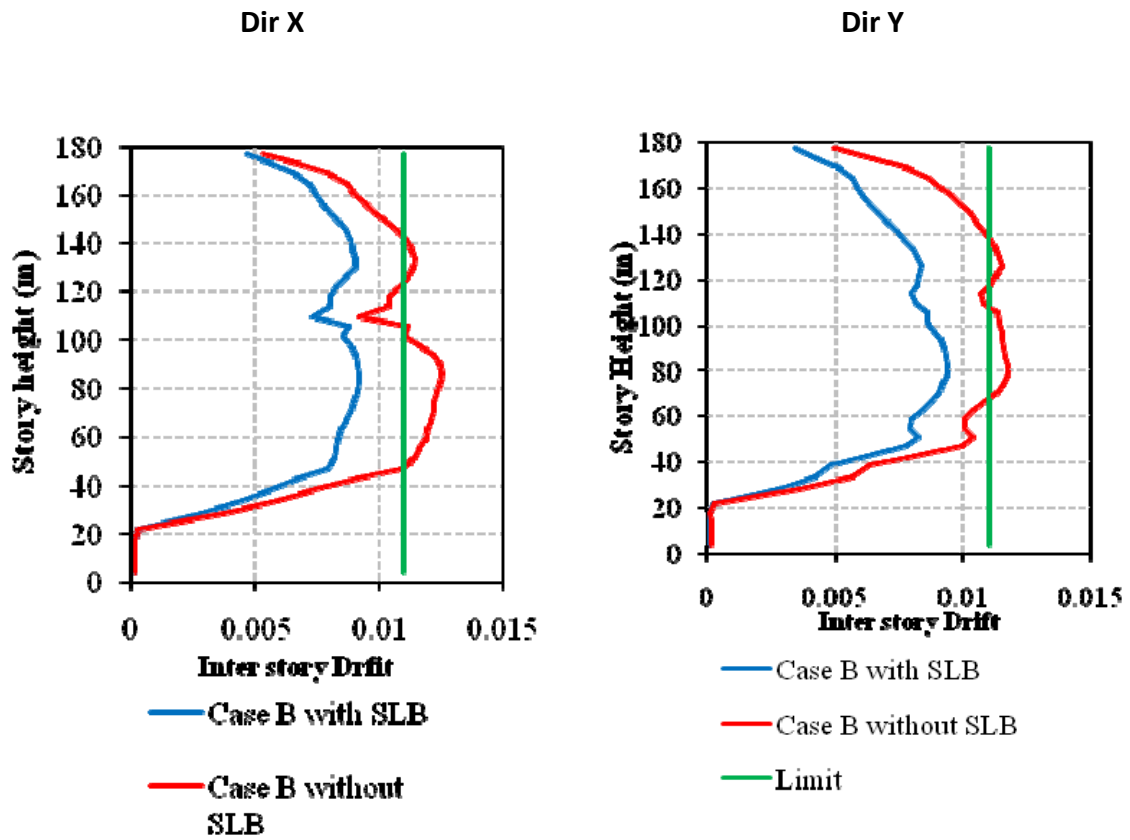 Dir X
Dir Y
180
160
140
120
100
80
60
40
20
0
Story height (m)
0 0.005 0.01 0.015
Inter story Drfit
Case B with SLB
Case B without
SLB
180
160
140
120
100
80
60
40
20
0
Story Height (m)
0 0.005 0.01 0.015
Inter story Drift
Case B with SLB
Case B without SLB
Limit